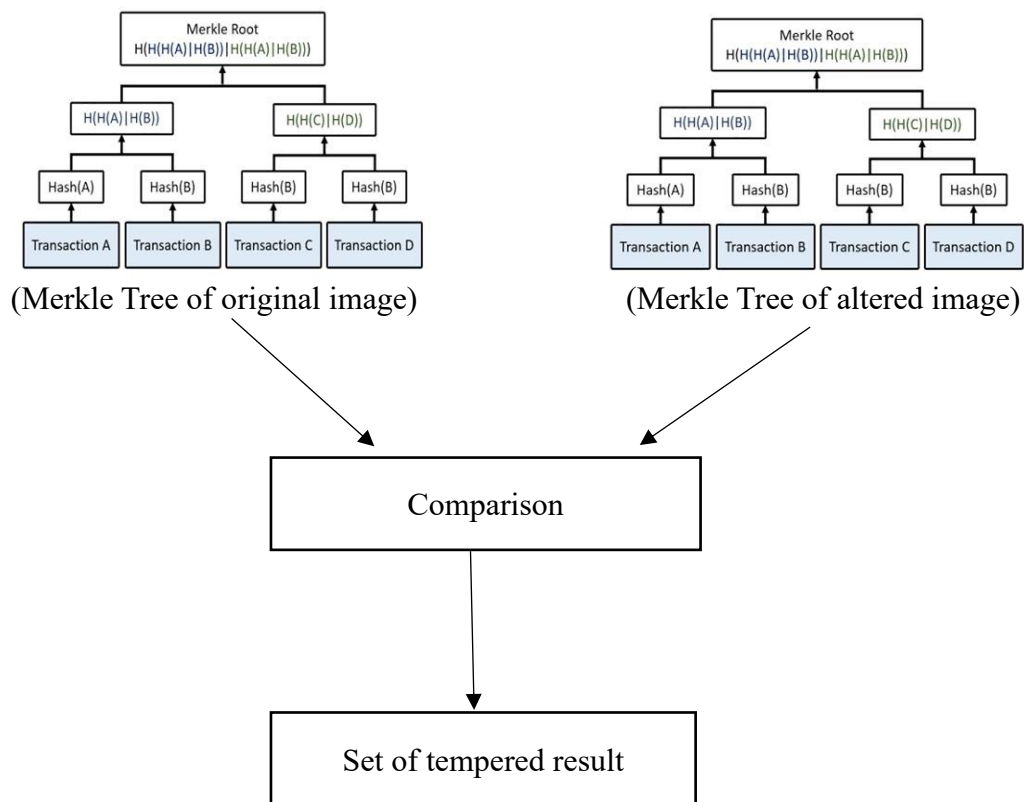 Merkle Root
H(H(H(A)|H(B))|H(H(A)|H(B)))
H(H(A)|H(B))
H(H(C)|H(D))
Hash(A)
Hash(B)
Hash(B)
Hash(B)
Transaction A
Transaction B
Transaction C
Transaction D
(Merkle Tree of original image)
Merkle Root
H(H(H(A)|H(B))|H(H(A)|H(B)))
H(H(A)|H(B))
H(H(C)|H(D))
Hash(A)
Hash(B)
Hash(B)
Hash(B)
Transaction A
Transaction B
Transaction C
Transaction D
(Merkle Tree of altered image)
Comparison
Set of tempered result